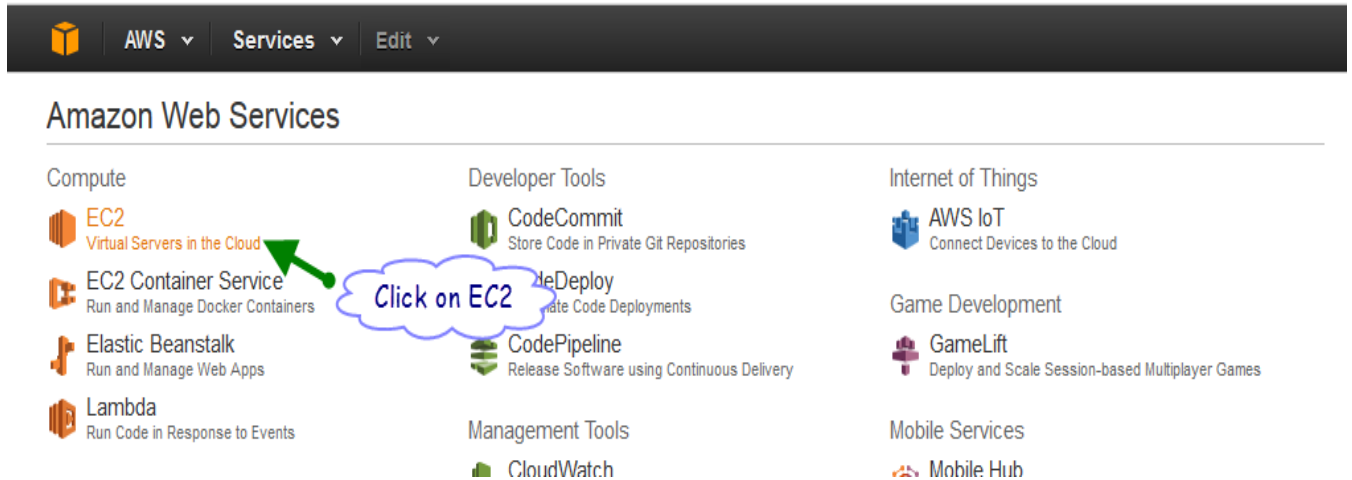 AWS Services Edit
Amazon Web Services
Compute
EC2
Virtual Servers in the Cloud
EC2 Container Service
Run and Manage Docker Containers
Elastic Beanstalk
Run and Manage Web Apps
Lambda
Run Code in Response to Events
Click on EC2
Developer Tools
CodeCommit
Store Code in Private Git Repositories
deDeploy
ate Code Deployments
CodePipeline
Release Software using Continuous Delivery
Management Tools
CloudWatch
Internet of Things
AWS IoT
Connect Devices to the Cloud
Game Development
GameLift
Deploy and Scale Session-based Multiplayer Games
Mobile Services
Mobile Hub